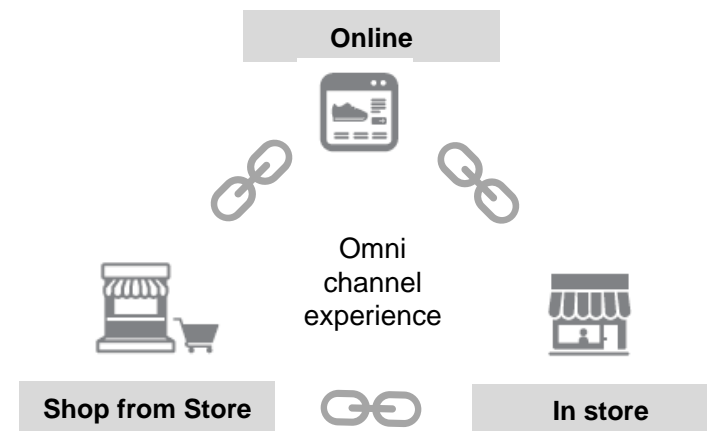 Online
Omni
channel
experience
Shop from Store
In store